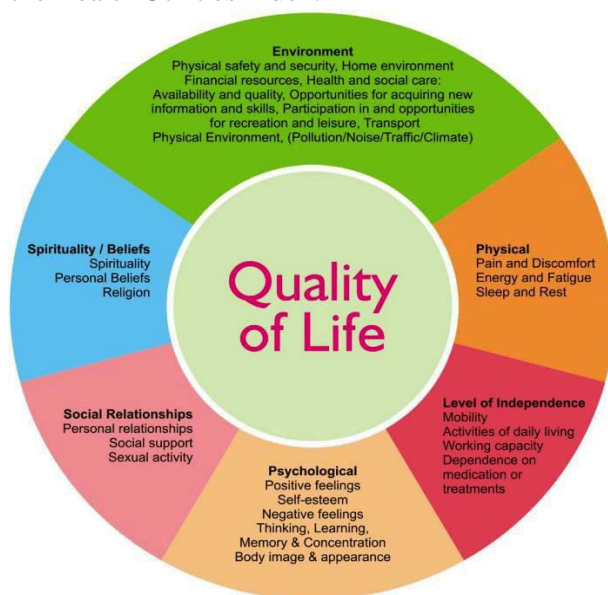 Environment
Physical safety and security, Home environment
Financial resources, Health and social care:
Availability and quality, Opportunities for acquiring new
information and skills, Participation in and opportunities
for recreation and leisure, Transport
Physical Environment, (Pollution/Noise/Traffic/Climate)
Spirituality / Beliefs
Spirituality
Personal Beliefs
Religion
Quality
of Life
Physical
Pain and Discomfort
Energy and Fatigue
Sleep and Rest
Social Relationships
Personal relationships
Social support
Sexual activity
Level of Independence
Mobility
Activities of daily living
Working capacity
Dependence on
medication or
treatments
Psychological
Positive feelings
Self-esteem
Negative feelings
Thinking, Learning,
Memory & Concentration
Body image & appearance